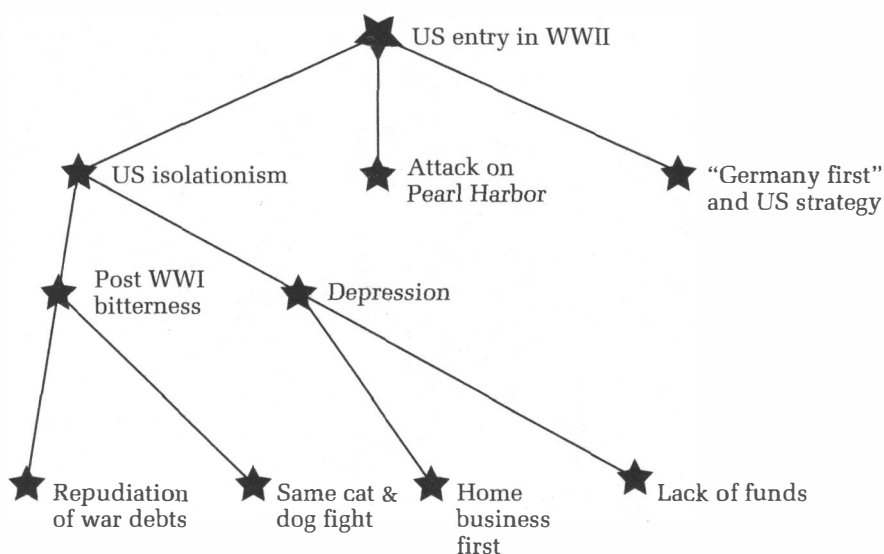 US entry in WWII
US isolationism
Attack on
Pearl Harbor
“Germany first”
and US strategy
Post WWI
bitterness
Depression
Repudiation
of war debts
Same cat &
dog fight
Home
business
first
Lack of funds